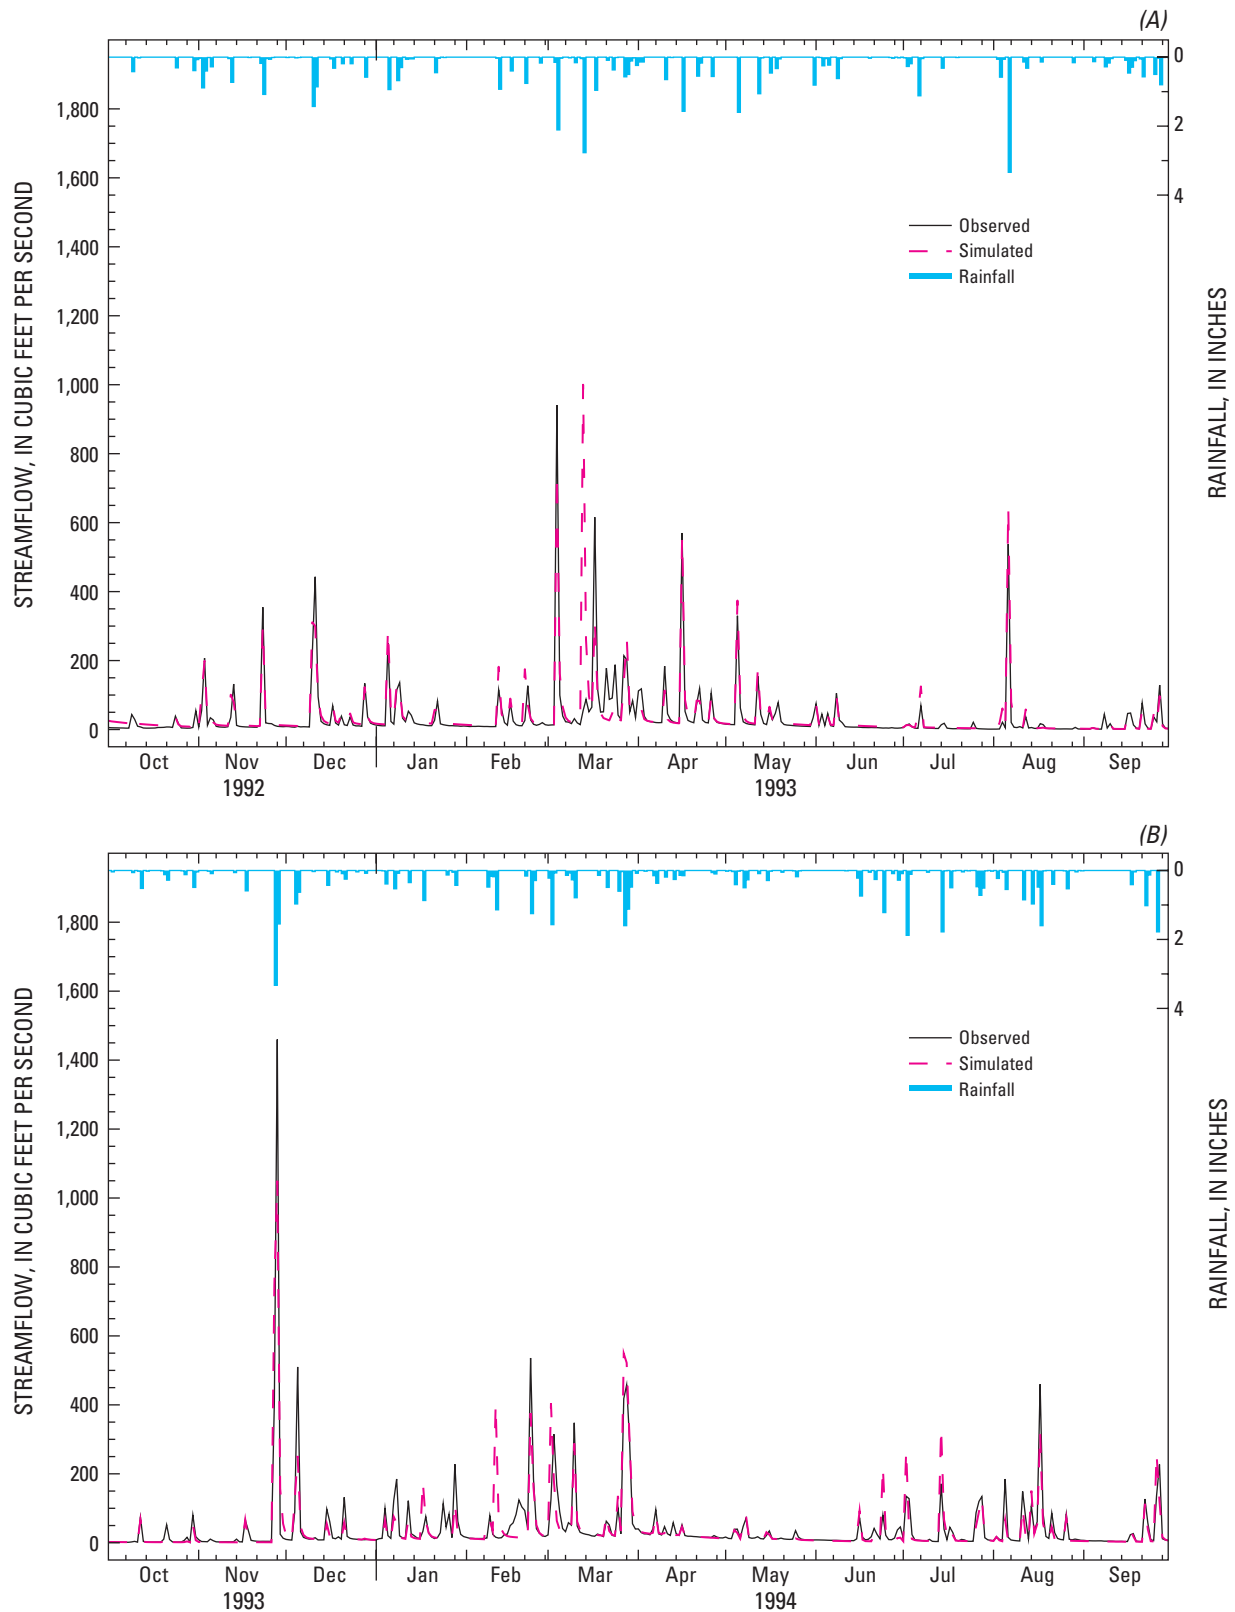 (A)
0
1,800
2
1,600
4
1,400
Observed
Simulated
Rainfall
1,200
1,000
800
600
400
200
0
STREAMFLOW, IN CUBIC FEET PER SECOND
RAINFALL, IN INCHES
Oct Nov Dec Jan Feb Mar Apr May Jun Jul Aug Sep
1992 1993
(B)
0
1,800
2
1,600
4
1,400
Observed
Simulated
Rainfall
1,200
1,000
800
600
400
200
0
STREAMFLOW, IN CUBIC FEET PER SECOND
RAINFALL, IN INCHES
Oct Nov Dec Jan Feb Mar Apr May Jun Jul Aug Sep
1993 1994